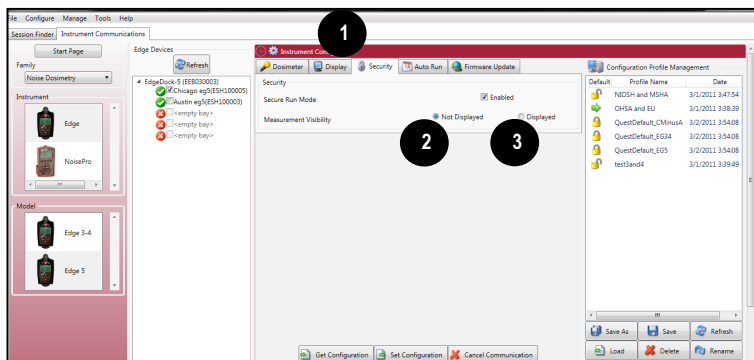 File Configure Manage Tools Help
Session Finder Instrument Communications
Start Page
Family
Noise Dosimetry
Instrument
Edge
NoisePro
Model
Edge 3-4
Edge 5
Edge Devices
Refresh
EdgeDock-5 (EEB030003)
Chicago eg5(ESH100005)
Austin eg5(ESH100003)
<empty bay>
<empty bay>
<empty bay>
1
Instrument Co
Dosimeter Display Security Auto Run Firmware Update
Security
Secure Run Mode Enabled
Measurement Visibility Not Displayed Displayed
2 3
Get Configuration Set Configuration Cancel Communication
Configuration Profile Management
Default Profile Name Date
NIOSH and MSHA 3/1/2011 3:47:54
OHSA and EU 3/1/2011 3:38:39
QuestDefault_CMinusA 3/2/2011 3:54:08
QuestDefault_EG34 3/2/2011 3:54:08
QuestDefault_EG5 3/2/2011 3:54:08
test3and4 3/1/2011 3:39:49
Save As Save Refresh
Load Delete Rename